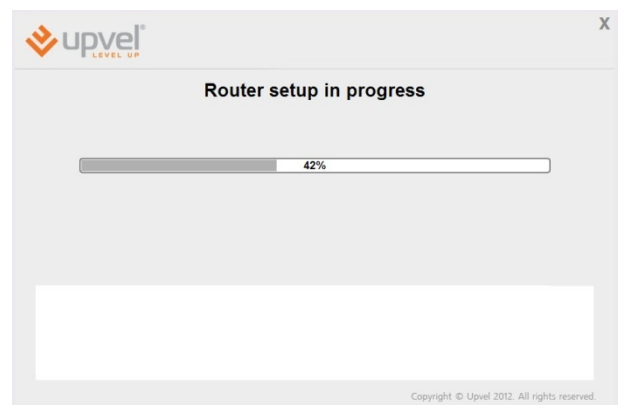 X
upvel®
LEVEL UP
Router setup in progress
42%
Copyright © Upvel 2012. All rights reserved.